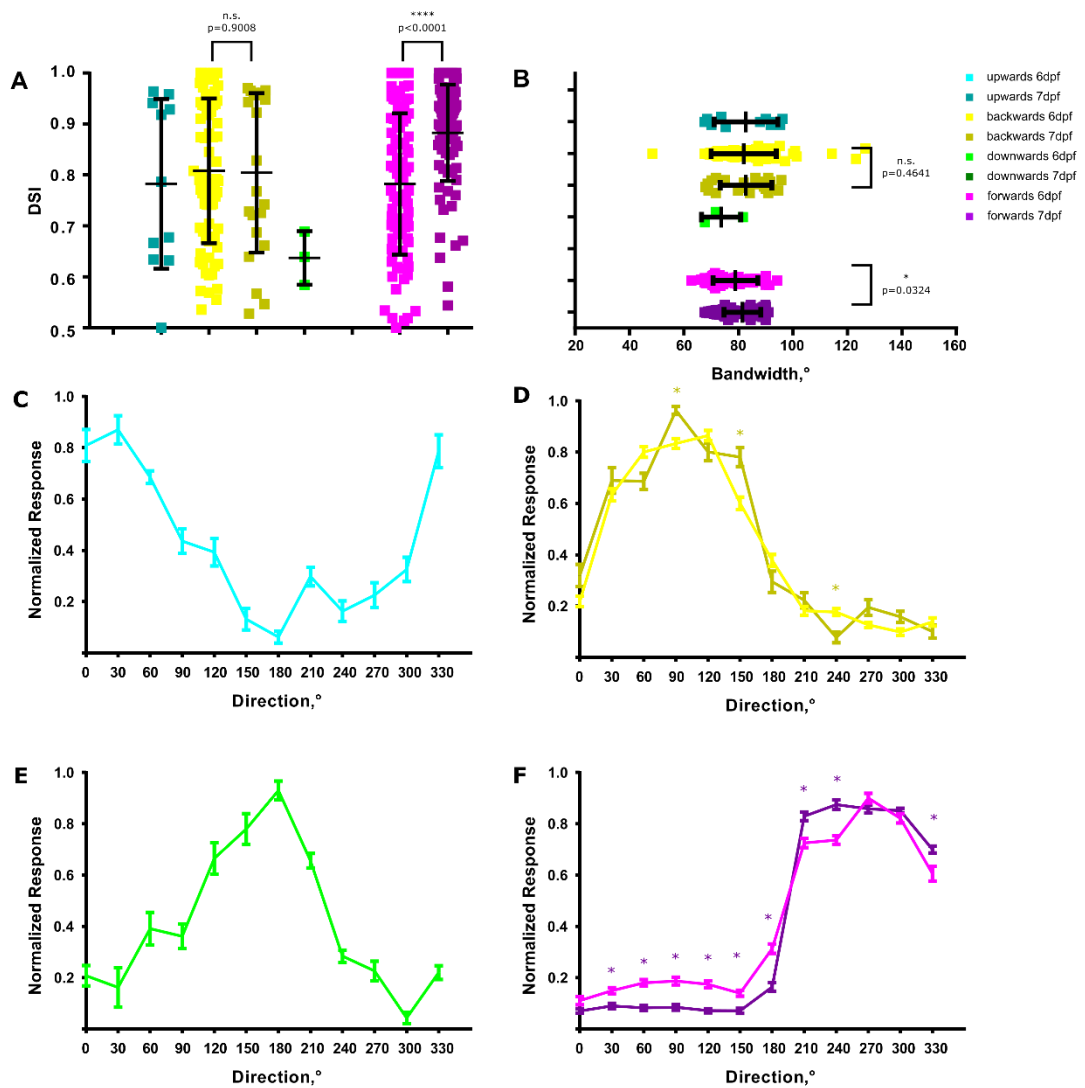 n.s.
p=0.9008
****
p<0.0001
A
DSI
1.0
0.9
0.8
0.7
0.6
0.5
B
n.s.
p=0.4641
*
p=0.0324
20 40 60 80 100 120 140 160
Bandwidth,°
upwards 6dpf
upwards 7dpf
backwards 6dpf
backwards 7dpf
downwards 6dpf
downwards 7dpf
forwards 6dpf
forwards 7dpf
C
Normalized Response
1.0
0.8
0.6
0.4
0.2
0 30 60 90 120 150 180 210 240 270 300 330
Direction,°
D
Normalized Response
1.0
0.8
0.6
0.4
0.2
* * *
0 30 60 90 120 150 180 210 240 270 300 330
Direction,°
E
Normalized Response
1.0
0.8
0.6
0.4
0.2
0 30 60 90 120 150 180 210 240 270 300 330
Direction,°
F
Normalized Response
1.0
0.8
0.6
0.4
0.2
* * * * * * * * *
0 30 60 90 120 150 180 210 240 270 300 330
Direction,°